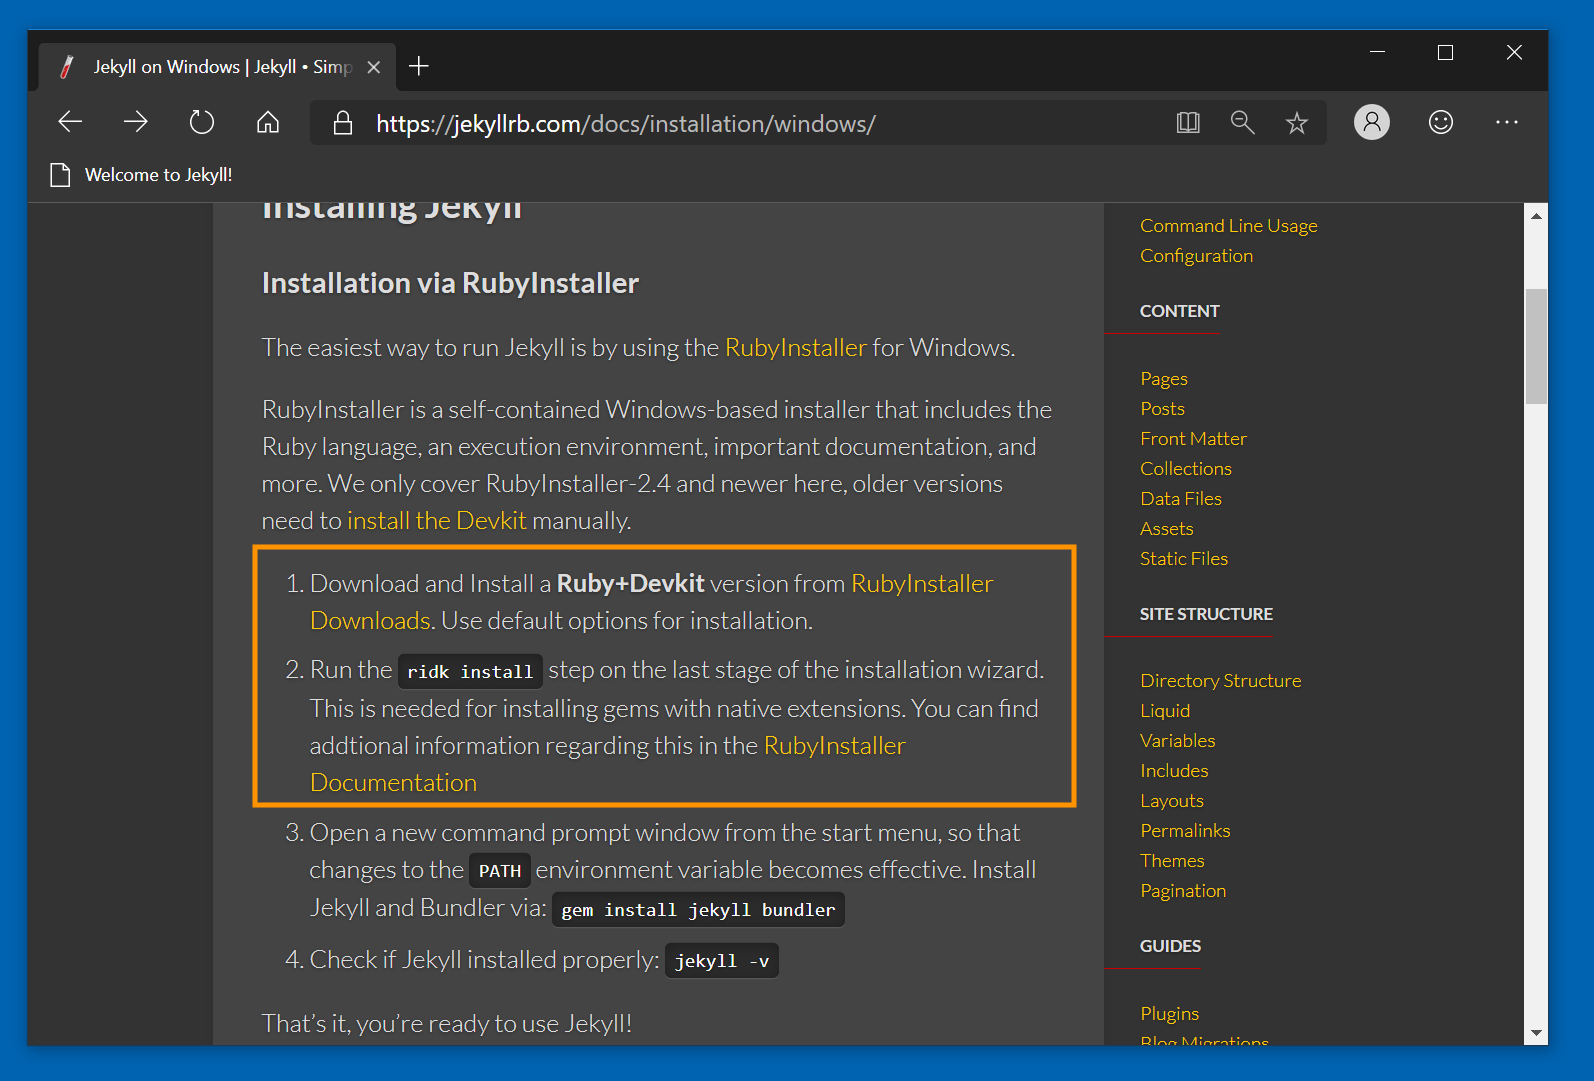 Jekyll on Windows | Jekyll • Simp
https://jekyllrb.com/docs/installation/windows/
Welcome to Jekyll!
Installing Jekyll
Installation via RubyInstaller
The easiest way to run Jekyll is by using the RubyInstaller for Windows.
RubyInstaller is a self-contained Windows-based installer that includes the
Ruby language, an execution environment, important documentation, and
more. We only cover RubyInstaller-2.4 and newer here, older versions
need to install the Devkit manually.
1. Download and Install a Ruby+Devkit version from RubyInstaller
Downloads. Use default options for installation.
2. Run the ridk install step on the last stage of the installation wizard.
This is needed for installing gems with native extensions. You can find
addtional information regarding this in the RubyInstaller
Documentation
3. Open a new command prompt window from the start menu, so that
changes to the PATH environment variable becomes effective. Install
Jekyll and Bundler via: gem install jekyll bundler
4. Check if Jekyll installed properly: jekyll -v
That’s it, you’re ready to use Jekyll!
Command Line Usage
Configuration
CONTENT
Pages
Posts
Front Matter
Collections
Data Files
Assets
Static Files
SITE STRUCTURE
Directory Structure
Liquid
Variables
Includes
Layouts
Permalinks
Themes
Pagination
GUIDES
Plugins
Blog Migrations